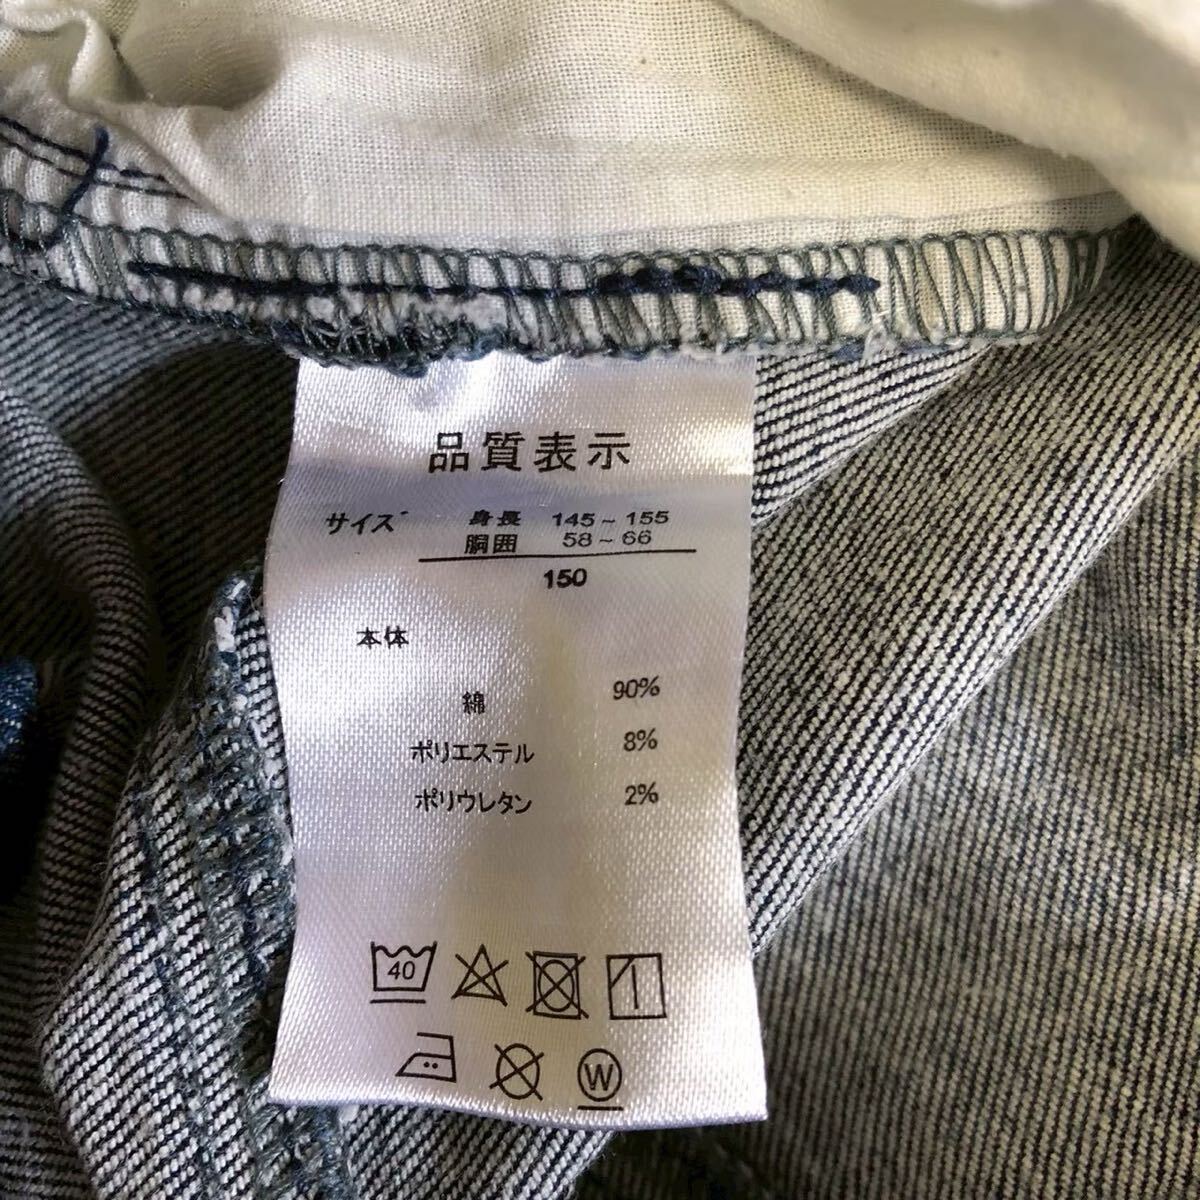 品質表示
サイズ 身長 145~155
胴囲 58~66
150
本体
綿 90%
ポリエステル 8%
ポリウレタン 2%
40
W